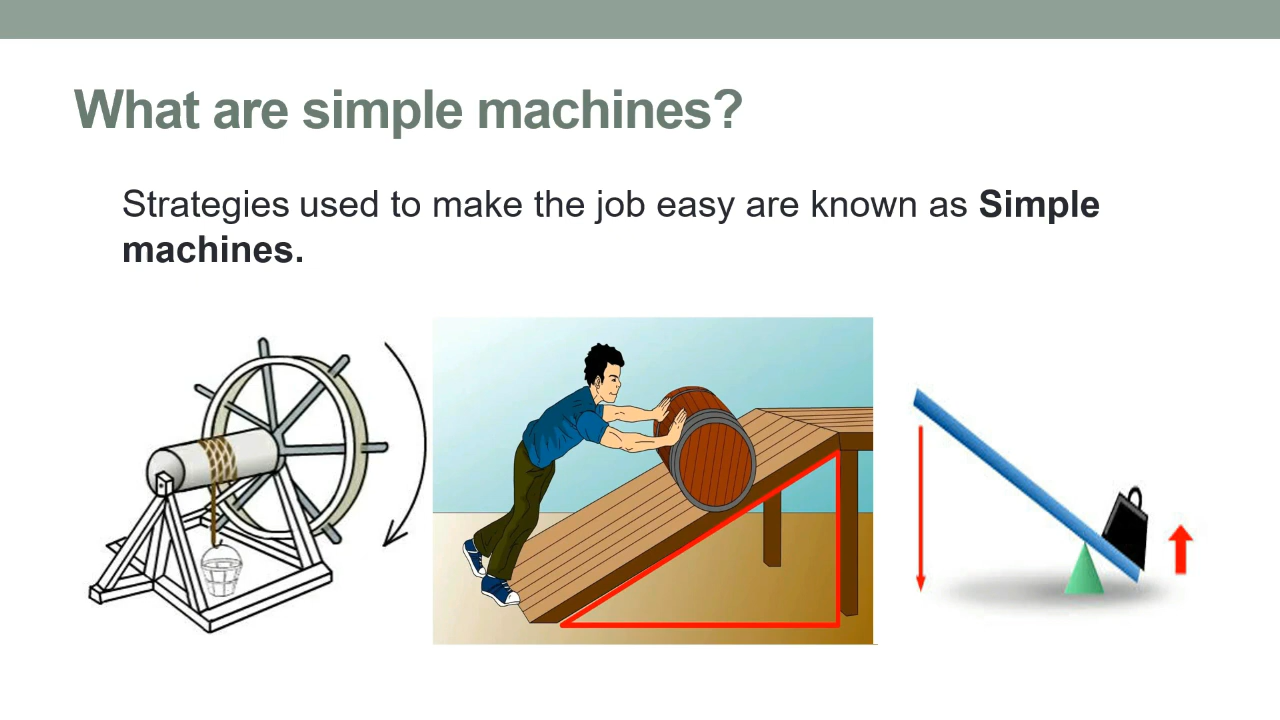 What are simple machines?
Strategies used to make the job easy are known as Simple
machines.